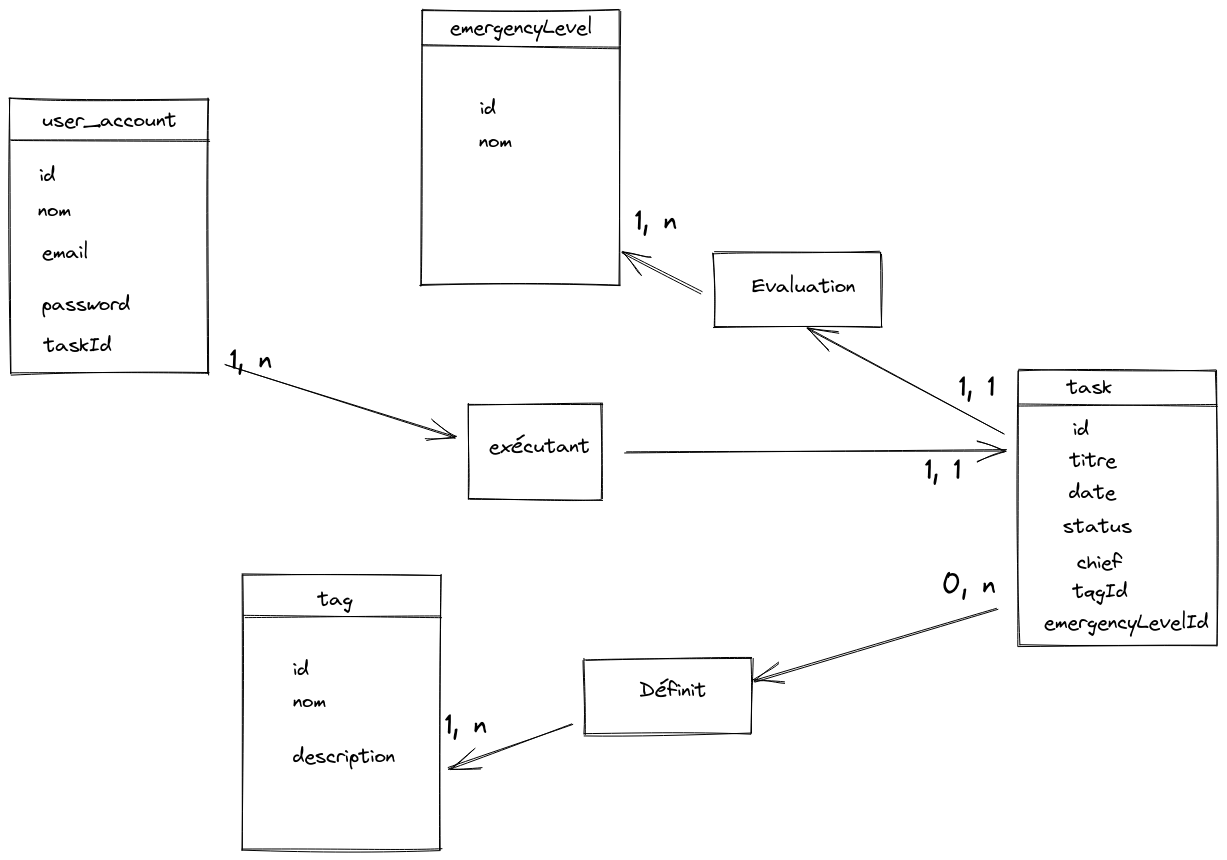 emergencyLevel
id
nom
user_account
id
nom
email
password
taskId
1, n
Evaluation
1, n
exécutant
1, 1
1, 1
task
id
titre
date
status
chief
tagId
emergencyLevelId
0, n
tag
id
nom
description
1, n
Définit